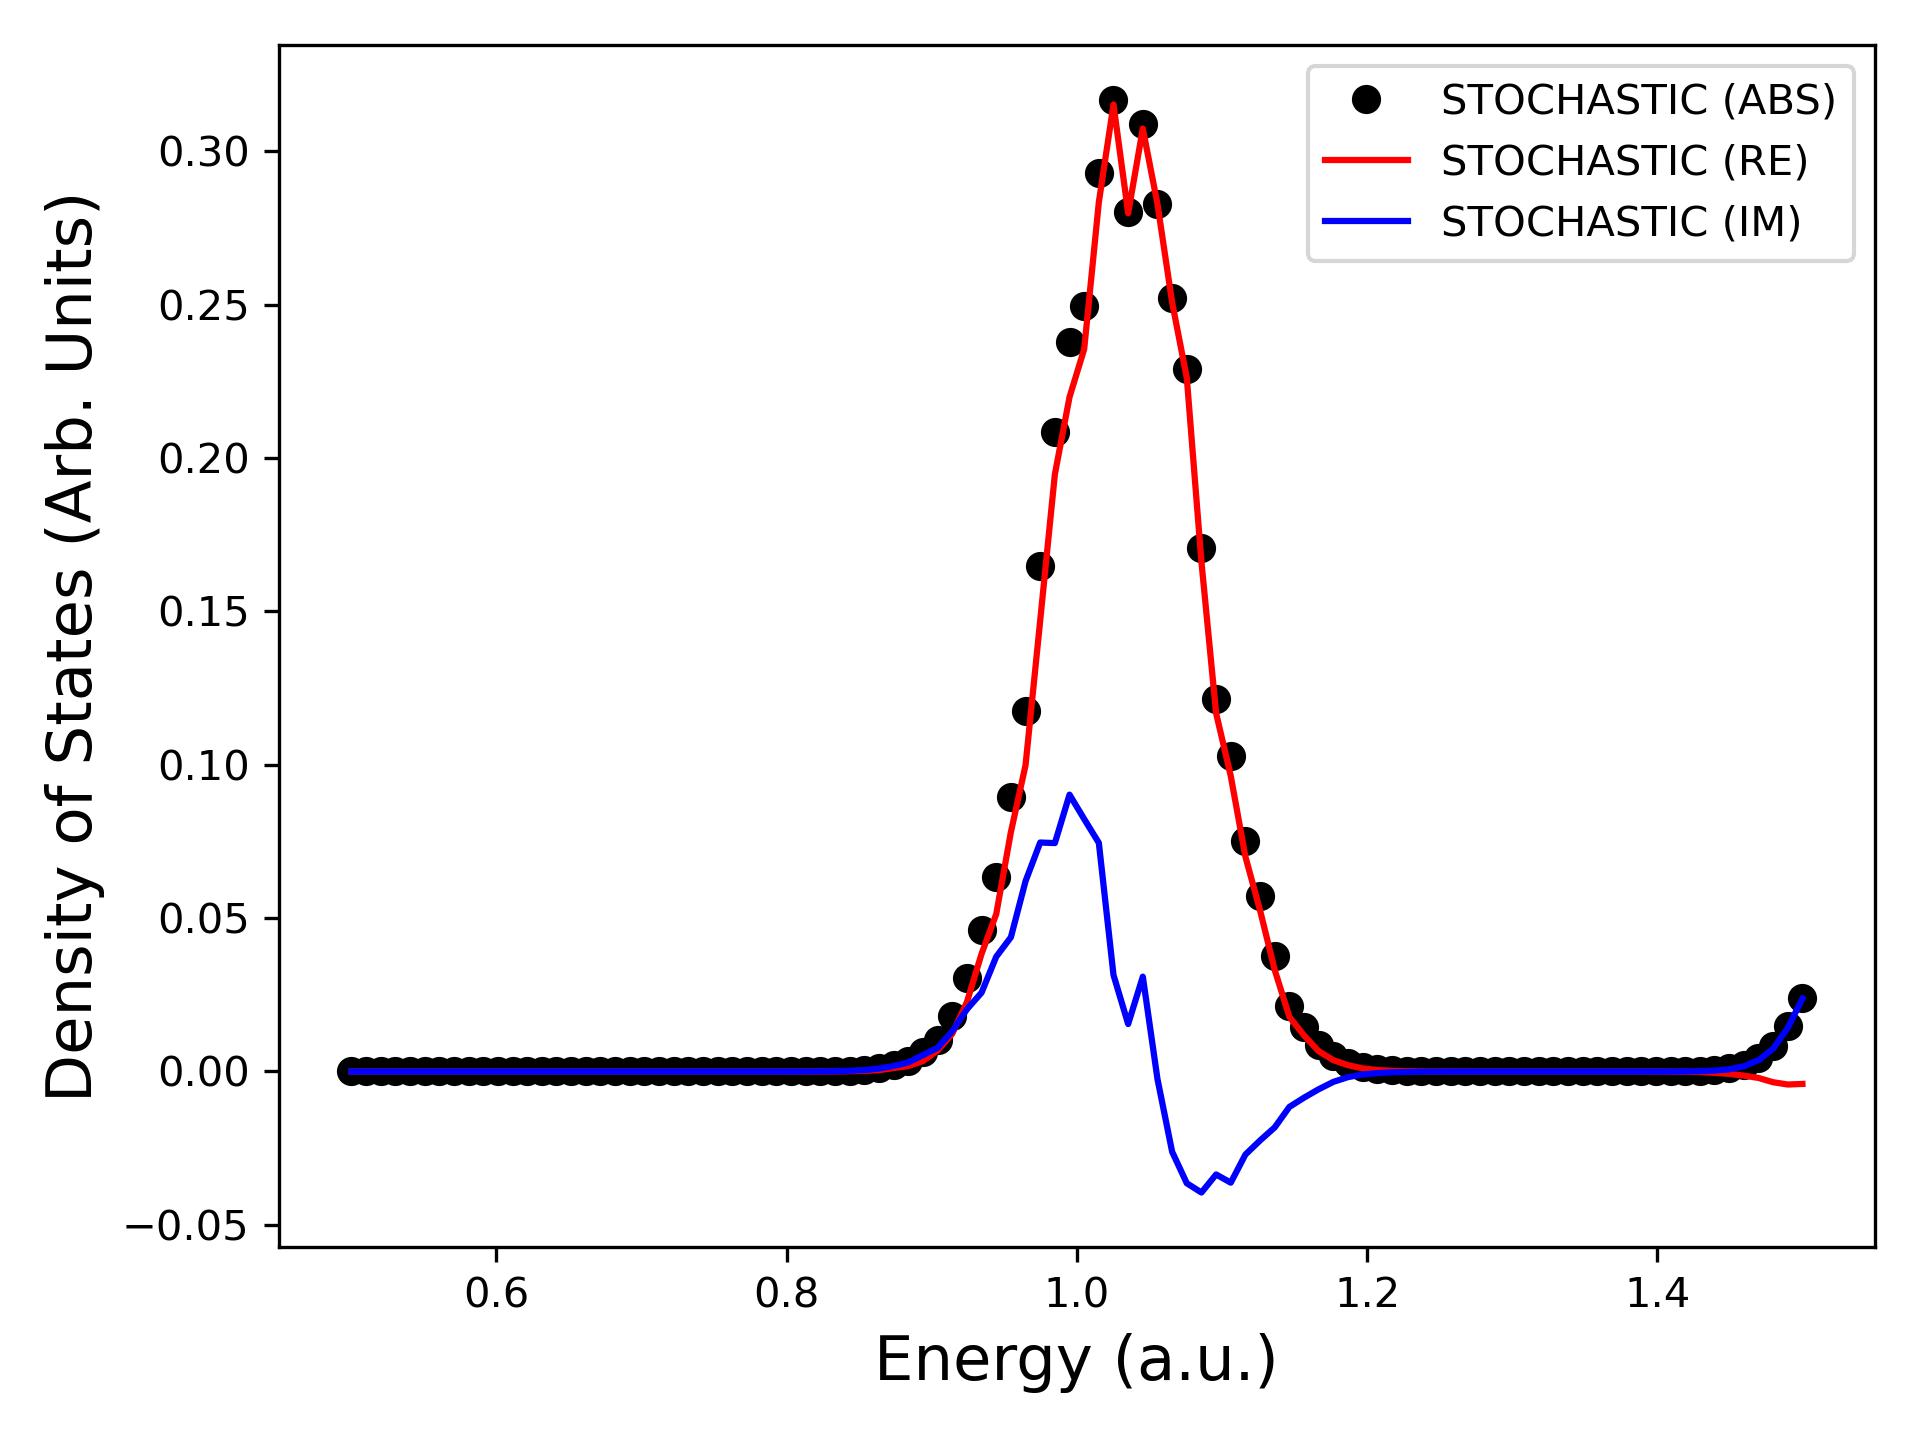 STOCHASTIC (ABS)
STOCHASTIC (RE)
STOCHASTIC (IM)
Density of States (Arb. Units)
0.30
0.25
0.20
0.15
0.10
0.05
0.00
−0.05
0.6 0.8 1.0 1.2 1.4
Energy (a.u.)